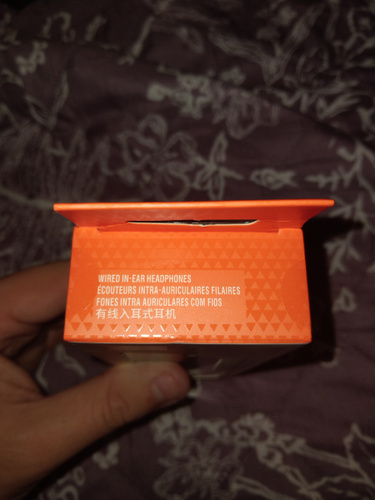 WIRED IN-EAR HEADPHONES
ÉCOUTEURS INTRA-AURICULAIRES FILAIRES
FONES INTRA AURICULARES COM FIOS
有线入耳式耳机